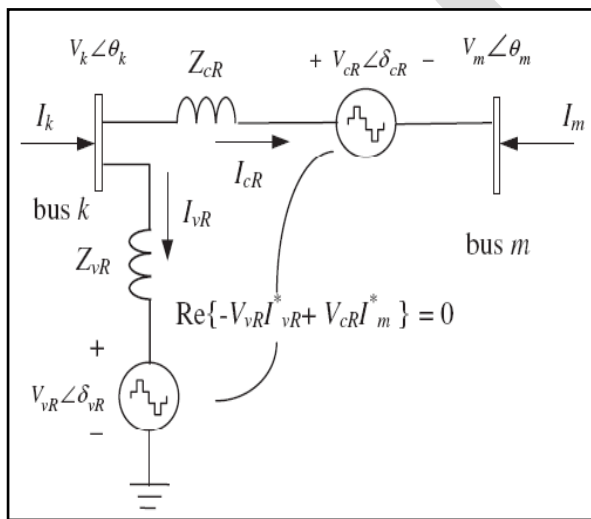 V_k∠θ_k
Z_cR
+ V_cR∠δ_cR −
V_m∠θ_m
I_k
I_m
I_cR
bus k
I_vR
bus m
Z_vR
Re{-V_vR I*_vR + V_cR I*_m } = 0
+
V_vR∠δ_vR
−